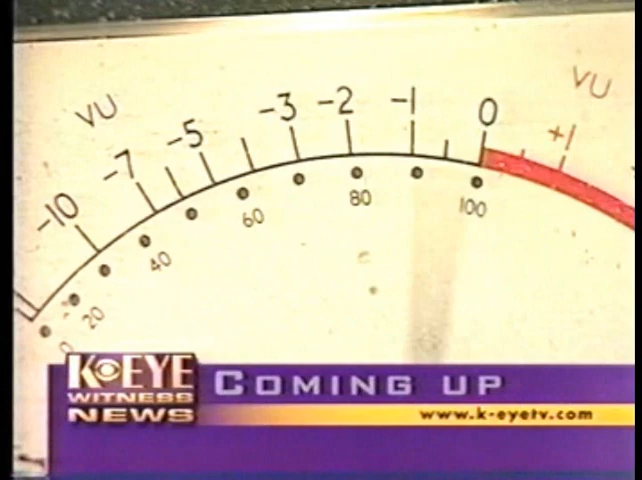 VU -10 -7 -5 -3 -2 -1 0 +1 VU
0 20 40 60 80 100
K EYE
WITNESS
NEWS
COMING UP
www.k-eyetv.com